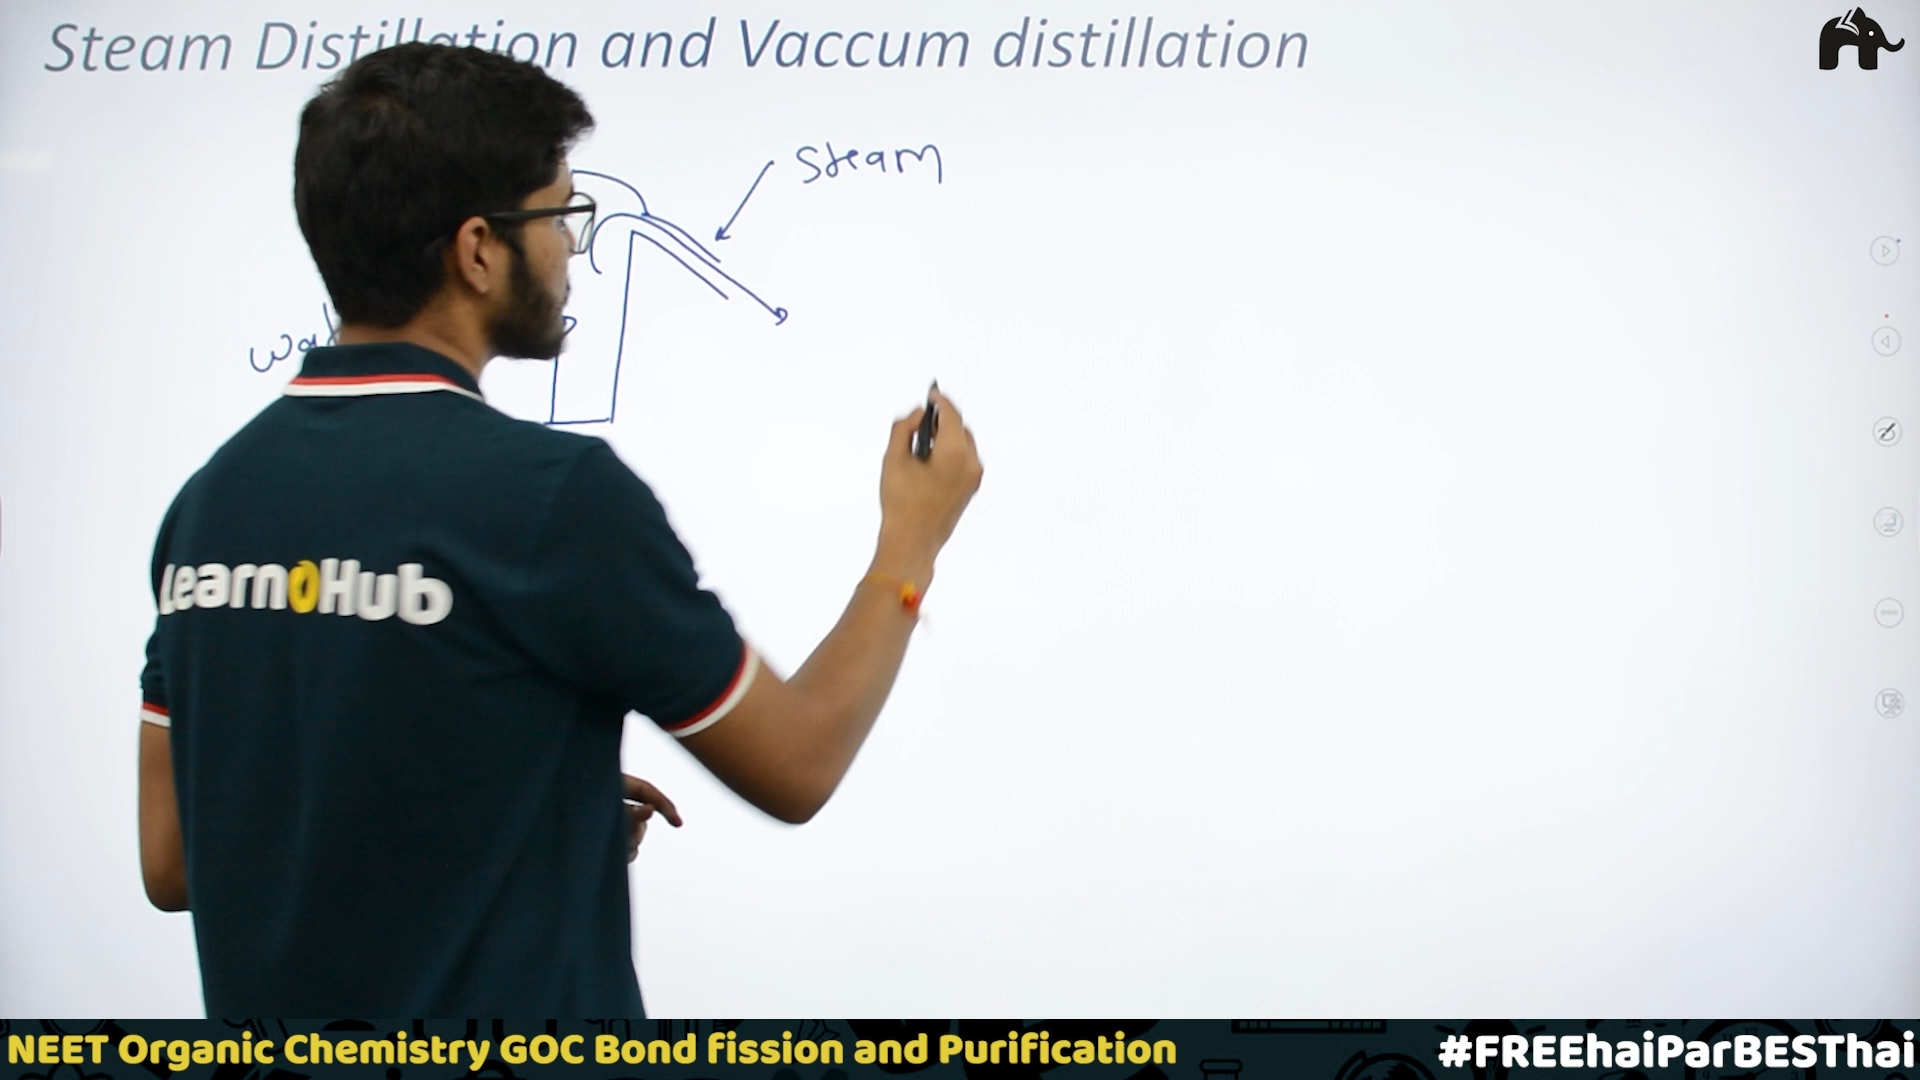 Steam Distillation and Vaccum distillation
Steam
LearnoHub
NEET Organic Chemistry GOC Bond fission and Purification
#FREEhaiParBESThai